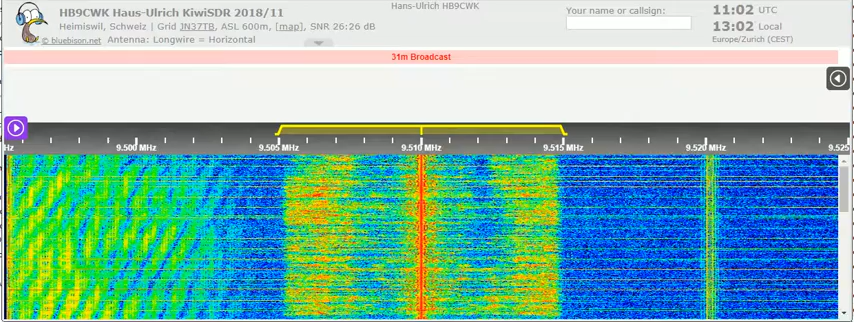 HB9CWK Haus-Ulrich KiwiSDR 2018/11
Hans-Ulrich HB9CWK
Heimiswil, Schweiz | Grid JN37TB, ASL 600m, [map], SNR 26:26 dB
© bluebison.net
Antenna: Longwire = Horizontal
Your name or callsign:
11:02 UTC
13:02 Local
Europe/Zurich (CEST)
31m Broadcast
Hz 9.500 MHz 9.505 MHz 9.510 MHz 9.515 MHz 9.520 MHz 9.525